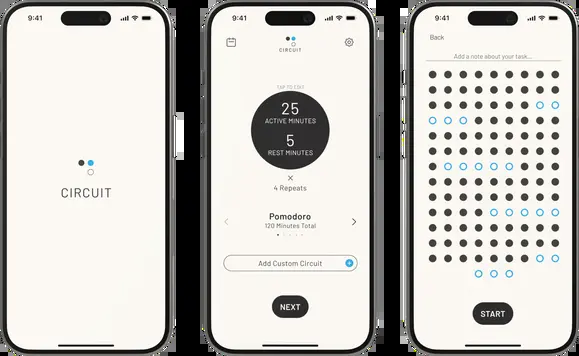 9:41
CIRCUIT
9:41
CIRCUIT
TAP TO EDIT
25
ACTIVE MINUTES
5
REST MINUTES
×
4 Repeats
Pomodoro
120 Minutes Total
Add Custom Circuit
NEXT
9:41
Back
Add a note about your task...
START